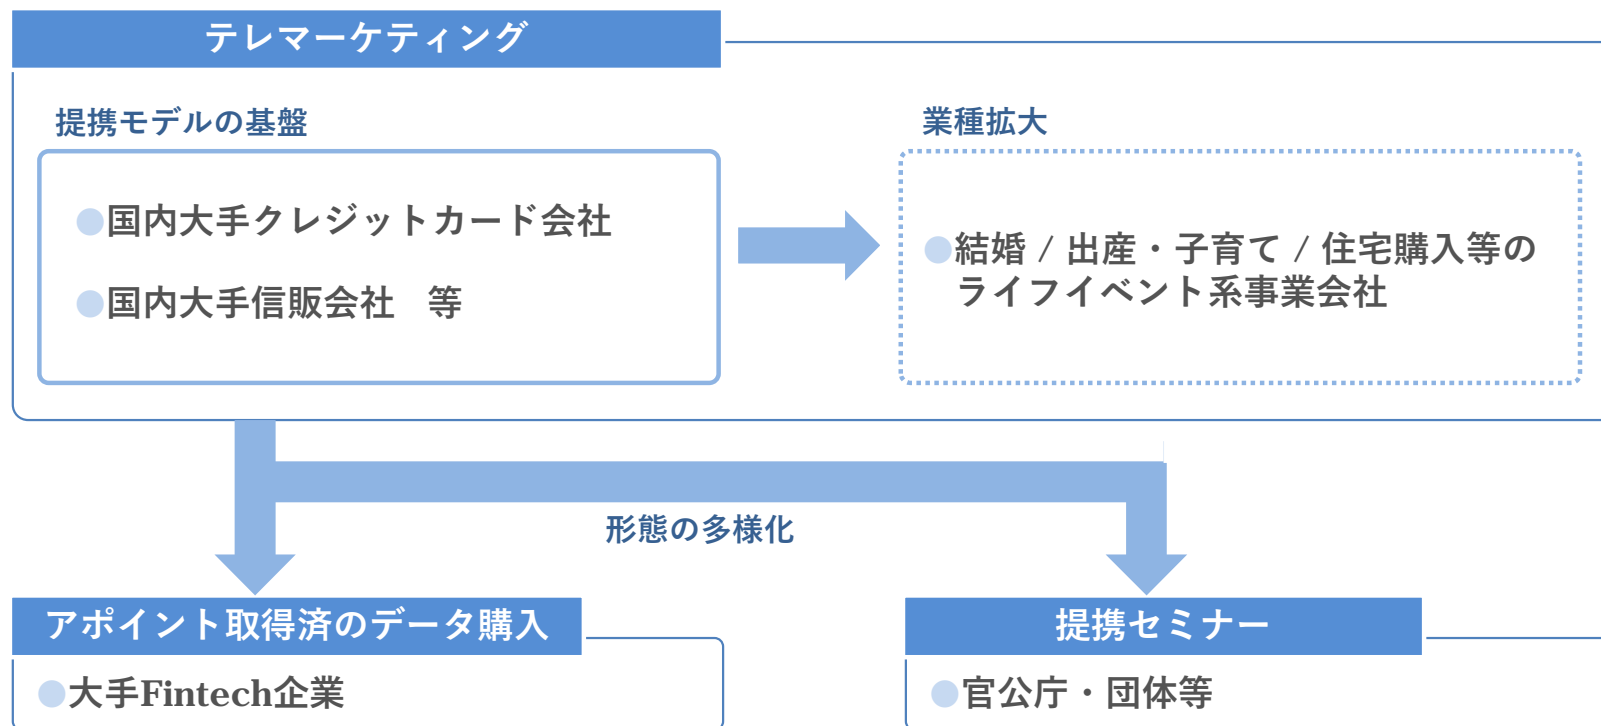 テレマーケティング
提携モデルの基盤
●国内大手クレジットカード会社
●国内大手信販会社　等
業種拡大
●結婚 / 出産・子育て / 住宅購入等の
ライフイベント系事業会社
形態の多様化
アポイント取得済のデータ購入
●大手Fintech企業
提携セミナー
●官公庁・団体等